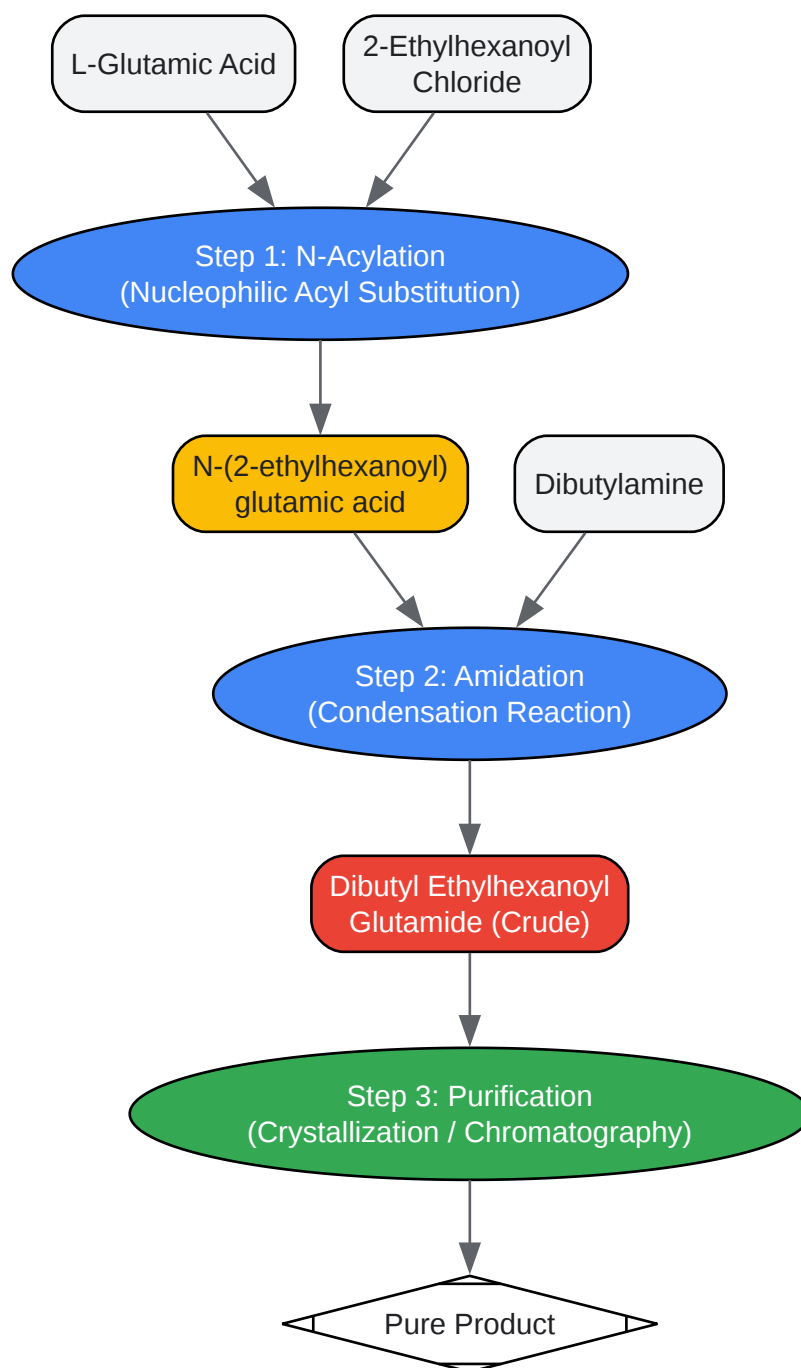 L-Glutamic Acid
2-Ethylhexanoyl
Chloride
Step 1: N-Acylation
(Nucleophilic Acyl Substitution)
N-(2-ethylhexanoyl)
glutamic acid
Dibutylamine
Step 2: Amidation
(Condensation Reaction)
Dibutyl Ethylhexanoyl
Glutamide (Crude)
Step 3: Purification
(Crystallization / Chromatography)
Pure Product